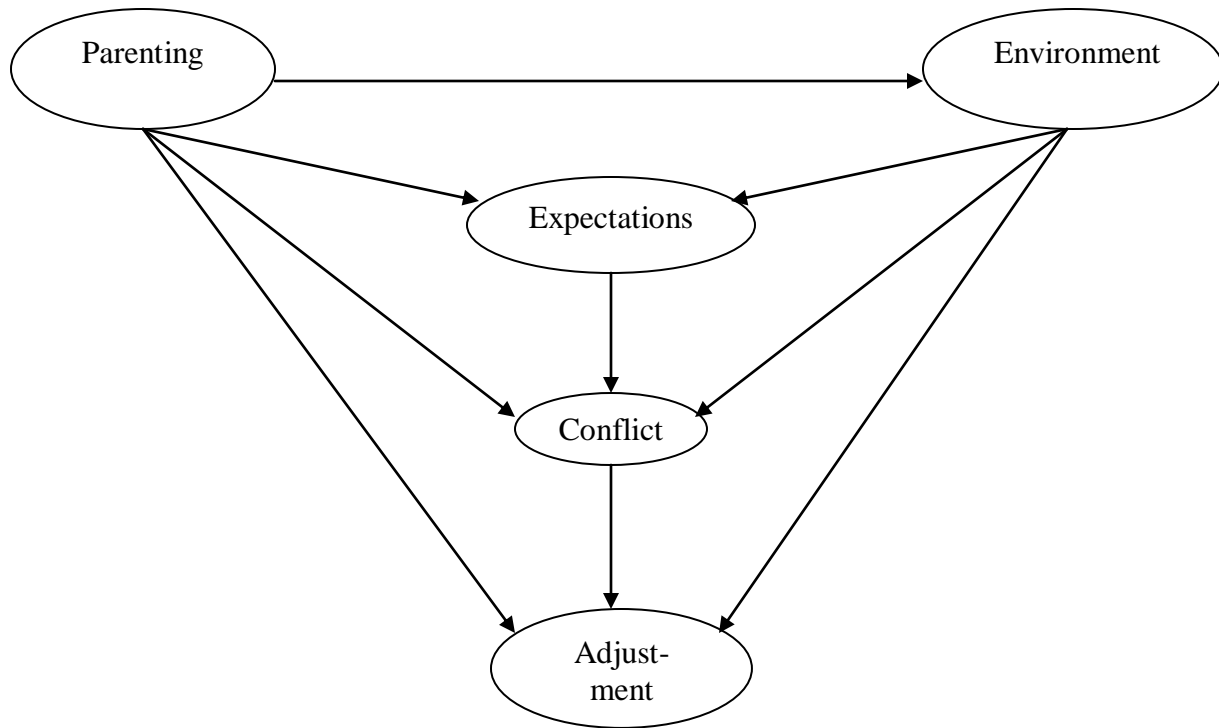 Parenting
Environment
Expectations
Conflict
Adjust-
ment